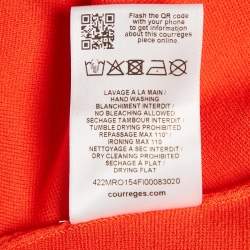 Flash the QR
code with
your phone
to get
information
about this
courreges
piece online
LAVAGE A LA MAIN /
HAND WASHING
BLANCHIMENT INTERDIT /
NO BLEACHING ALLOWED
SECHAGE TAMBOUR INTERDIT /
TUMBLE DRYING PROHIBITED
REPASSAGE MAX 110° /
IRONING MAX 110
NETTOYAGE A SEC INTERDIT /
DRY CLEANING PROHIBITED
SECHAGE A PLAT /
DRYING FLAT
422MRO154FI00083020
courreges.com